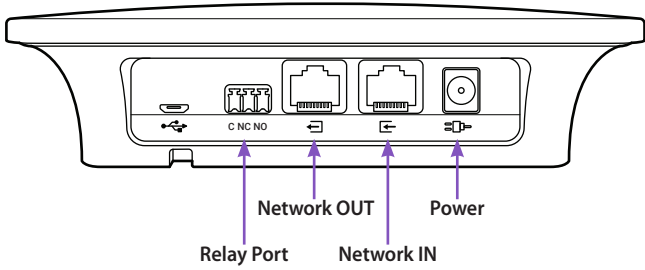 C NC NO
Network OUT
Power
Relay Port
Network IN